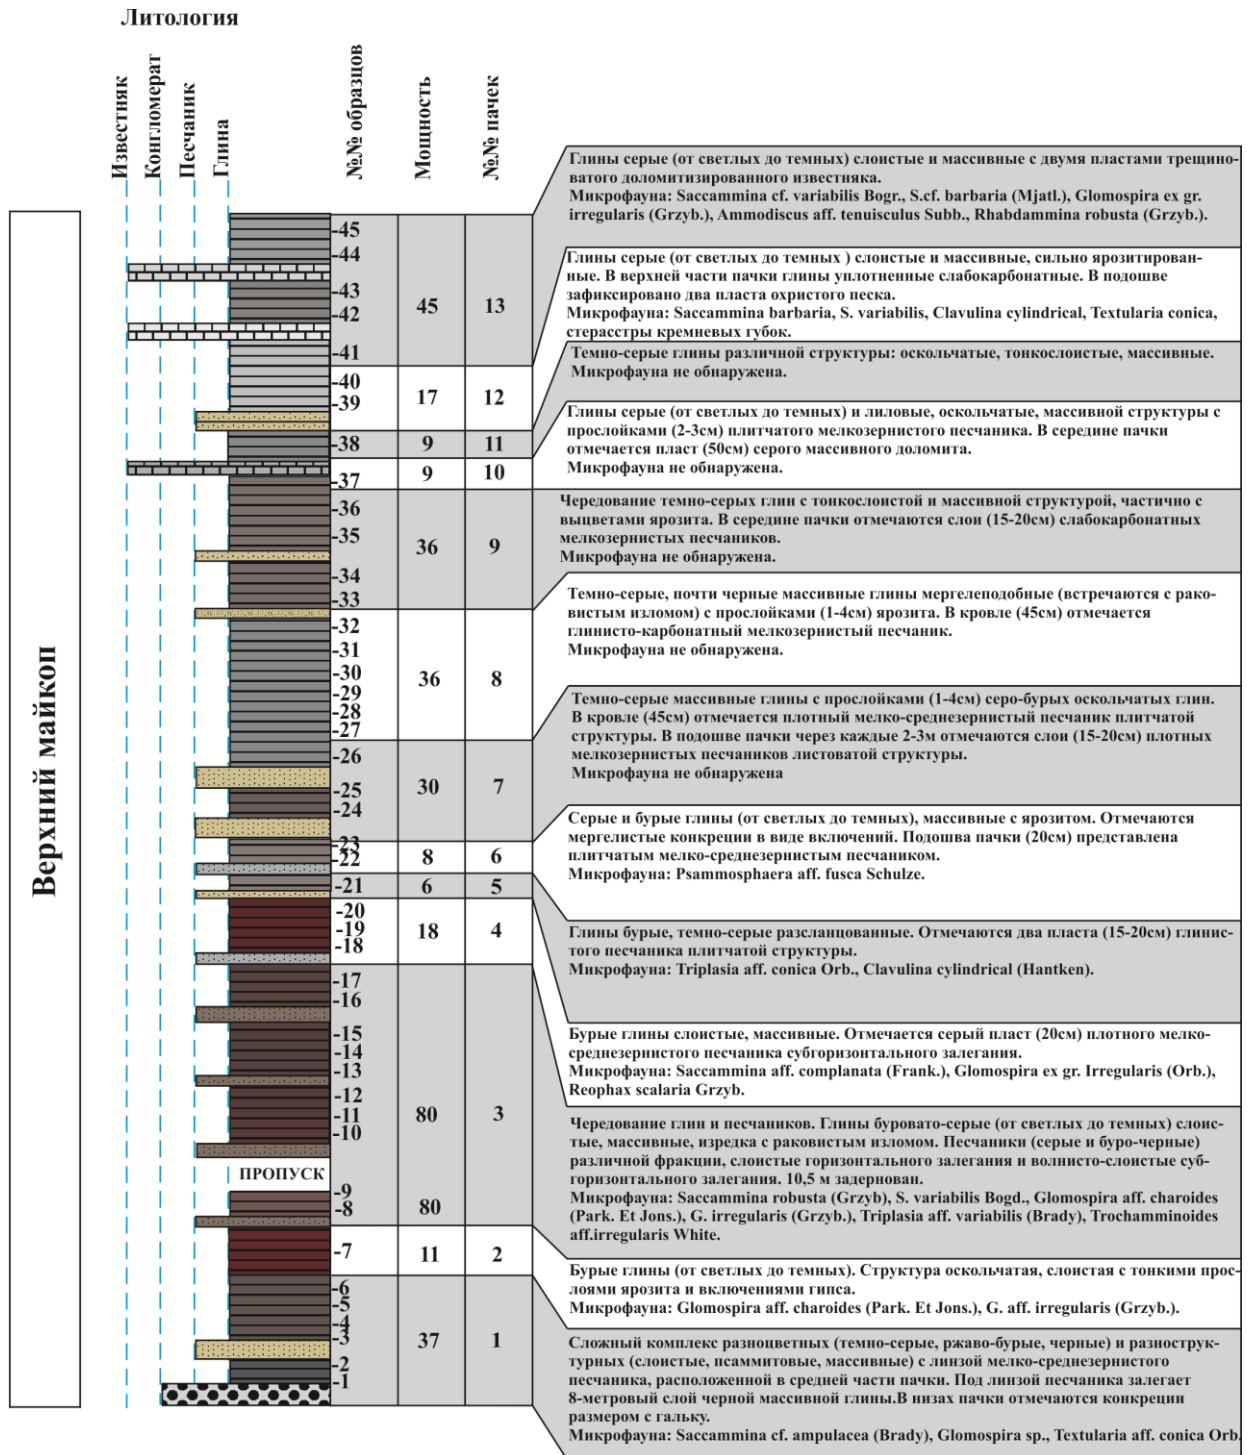 Литология
Известняк
Конгломерат
Песчаник
Глина
№№ образцов
Мощность
№№ пачек
Верхний майкоп
-45
-44
-43
-42
-41
45
13
Глины серые (от светлых до темных) слоистые и массивные с двумя пластами трещино-
ватого доломитизированного известняка.
Микрофауна: Saccammina cf. variabilis Bogr., S.cf. barbaria (Mjatl.), Glomospira ex gr.
irregularis (Grzyb.), Ammodiscus aff. tenuisculus Subb., Rhabdammina robusta (Grzyb.).
-40
-39
17
12
Глины серые (от светлых до темных ) слоистые и массивные, сильно ярозитирован-
ные. В верхней части пачки глины уплотненные слабокарбонатные. В подошве
зафиксировано два пласта охристого песка.
Микрофауна: Saccammina barbaria, S. variabilis, Clavulina cylindrical, Textularia conica,
стерасстры кремневых губок.
-38
9
11
Темно-серые глины различной структуры: оскольчатые, тонкослоистые, массивные.
Микрофауна не обнаружена.
-37
9
10
Глины серые (от светлых до темных) и лиловые, оскольчатые, массивной структуры с
прослойками (2-3см) плитчатого мелкозернистого песчаника. В середине пачки
отмечается пласт (50см) серого массивного доломита.
Микрофауна не обнаружена.
-36
-35
-34
-33
36
9
Чередование темно-серых глин с тонкослоистой и массивной структурой, частично с
выцветами ярозита. В середине пачки отмечаются слои (15-20см) слабокарбонатных
мелкозернистых песчаников.
Микрофауна не обнаружена.
-32
-31
-30
-29
-28
-27
36
8
Темно-серые, почти черные массивные глины мергелеподобные (встречаются с рако-
вистым изломом) с прослойками (1-4см) ярозита. В кровле (45см) отмечается
глинисто-карбонатный мелкозернистый песчаник.
Микрофауна не обнаружена.
-26
-25
-24
-23
30
7
Темно-серые массивные глины с прослойками (1-4см) серо-бурых оскольчатых глин.
В кровле (45см) отмечается плотный мелко-среднезернистый песчаник плитчатой
структуры. В подошве пачки через каждые 2-3м отмечаются слои (15-20см) плотных
мелкозернистых песчаников листоватой структуры.
Микрофауна не обнаружена
-22
8
6
Серые и бурые глины (от светлых до темных), массивные с ярозитом. Отмечаются
мергелистые конкреции в виде включений. Подошва пачки (20см) представлена
плитчатым мелко-среднезернистым песчаником.
Микрофауна: Psammosphaera aff. fusca Schulze.
-21
6
5
Глины бурые, темно-серые разсланцованные. Отмечаются два пласта (15-20см) глинис-
того песчаника плитчатой структуры.
Микрофауна: Triplasia aff. conica Orb., Clavulina cylindrical (Hantken).
-20
-19
-18
18
4
Бурые глины слоистые, массивные. Отмечается серый пласт (20см) плотного мелко-
среднезернистого песчаника субгоризонтального залегания.
Микрофауна: Saccammina aff. complanata (Frank.), Glomospira ex gr. Irregularis (Orb.),
Reophax scalaria Grzyb.
-17
-16
-15
-14
-13
-12
-11
-10
80
3
ПРОПУСК
-9
-8
80
Чередование глин и песчаников. Глины буровато-серые (от светлых до темных) слоис-
тые, массивные, изредка с раковистым изломом. Песчаники (серые и буро-черные)
различной фракции, слоистые горизонтального залегания и волнисто-слоистые суб-
горизонтального залегания. 10,5 м задернован.
Микрофауна: Saccammina robusta (Grzyb), S. variabilis Bogd., Glomospira aff. charoides
(Park. Et Jons.), G. irregularis (Grzyb.), Triplasia aff. variabilis (Brady), Trochamminoides
aff.irregularis White.
-7
11
2
Бурые глины (от светлых до темных). Структура оскольчатая, слоистая с тонкими прос-
лоями ярозита и включениями гипса.
Микрофауна: Glomospira aff. charoides (Park. Et Jons.), G. aff. irregularis (Grzyb.).
-6
-5
-4
-3
-2
-1
37
1
Сложный комплекс разноцветных (темно-серые, ржаво-бурые, черные) и разнострук-
турных (слоистые, псаммитовые, массивные) с линзой мелко-среднезернистого
песчаника, расположенной в средней части пачки. Под линзой песчаника залегает
8-метровый слой черной массивной глины.В низах пачки отмечаются конкреции
размером с гальку.
Микрофауна: Saccammina cf. ampulacea (Brady), Glomospira sp., Textularia aff. conica Orb.